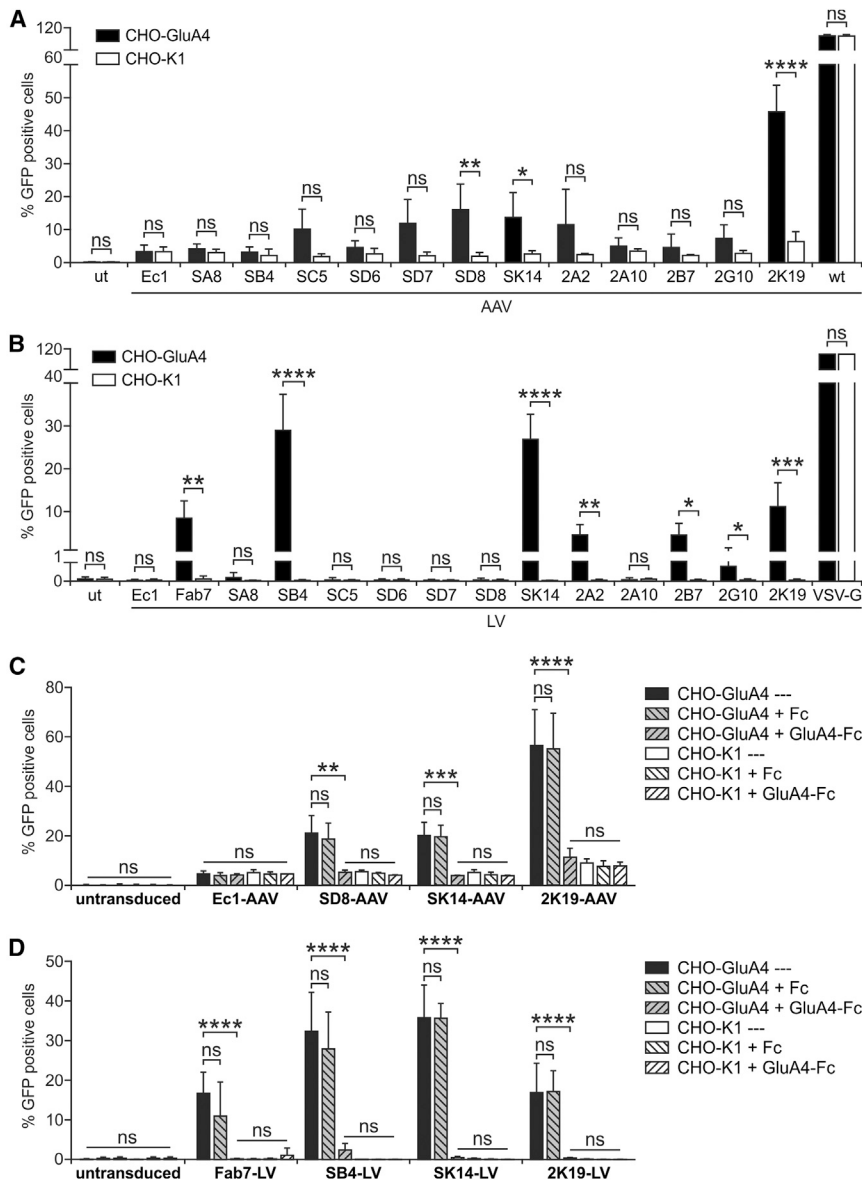 A
CHO-GluA4
CHO-K1
% GFP positive cells
120
60
50
40
30
20
10
0
ns ns ns ns ns ns ns ** * ns ns ns ns **** ns
ut Ec1 SA8 SB4 SC5 SD6 SD7 SD8 SK14 2A2 2A10 2B7 2G10 2K19 wt
AAV
B
CHO-GluA4
CHO-K1
% GFP positive cells
120
40
30
20
10
1
0
ns ns ** ns **** ns ns ns ns **** ** ns * * *** ns
ut Ec1 Fab7 SA8 SB4 SC5 SD6 SD7 SD8 SK14 2A2 2A10 2B7 2G10 2K19 VSV-G
LV
C
% GFP positive cells
80
60
40
20
0
ns ns ** ns ns *** ns ns **** ns ns
untransduced Ec1-AAV SD8-AAV SK14-AAV 2K19-AAV
CHO-GluA4 ---
CHO-GluA4 + Fc
CHO-GluA4 + GluA4-Fc
CHO-K1 ---
CHO-K1 + Fc
CHO-K1 + GluA4-Fc
D
% GFP positive cells
50
40
30
20
10
0
ns **** ns ns **** ns ns **** ns ns **** ns ns
untransduced Fab7-LV SB4-LV SK14-LV 2K19-LV
CHO-GluA4 ---
CHO-GluA4 + Fc
CHO-GluA4 + GluA4-Fc
CHO-K1 ---
CHO-K1 + Fc
CHO-K1 + GluA4-Fc